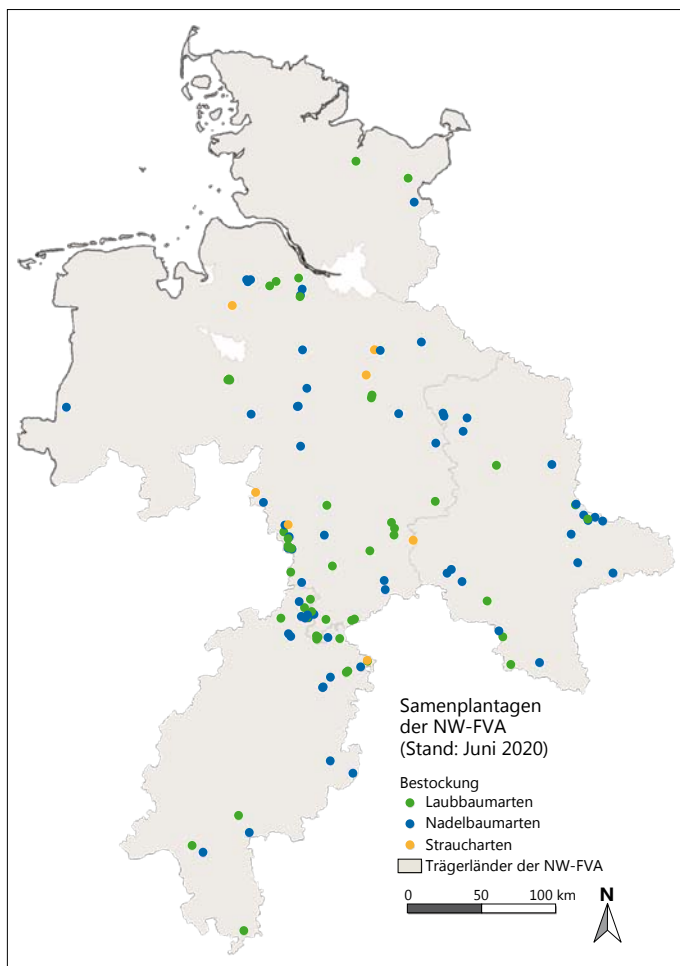 Samenplantagen
der NW-FVA
(Stand: Juni 2020)
Bestockung
Laubbaumarten
Nadelbaumarten
Straucharten
Trägerländer der NW-FVA
0 50 100 km
N